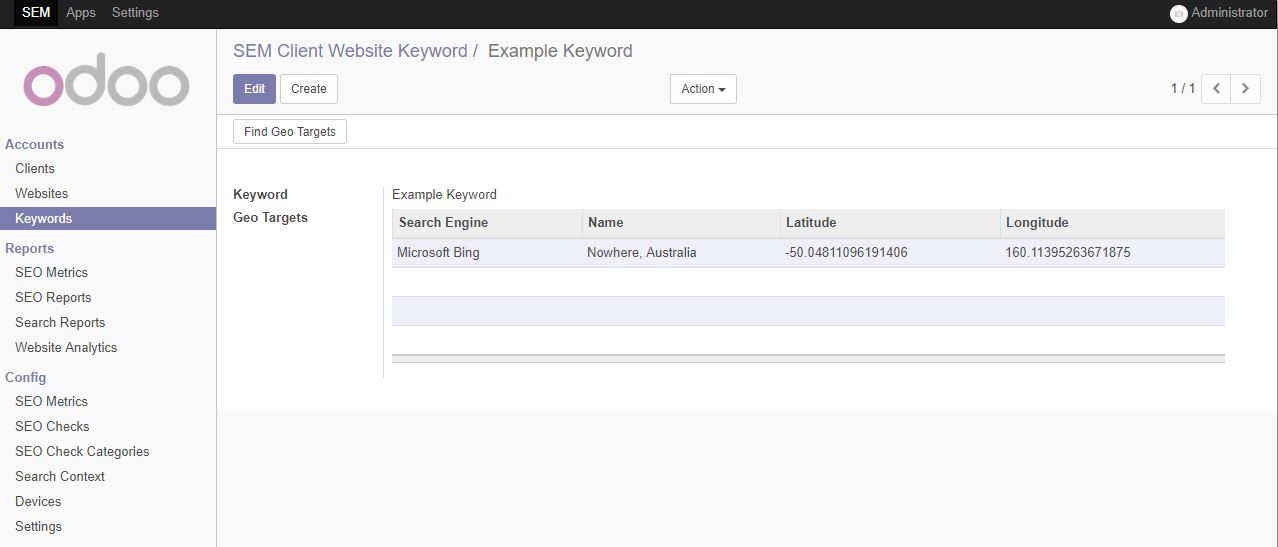 SEM Apps Settings Administrator
odoo
SEM Client Website Keyword / Example Keyword
Edit Create Action 1 / 1
Find Geo Targets
Accounts
Clients
Websites
Keywords
Reports
SEO Metrics
SEO Reports
Search Reports
Website Analytics
Config
SEO Metrics
SEO Checks
SEO Check Categories
Search Context
Devices
Settings
Keyword Example Keyword
Geo Targets
Search Engine Name Latitude Longitude
Microsoft Bing Nowhere, Australia -50.04811096191406 160.11395263671875